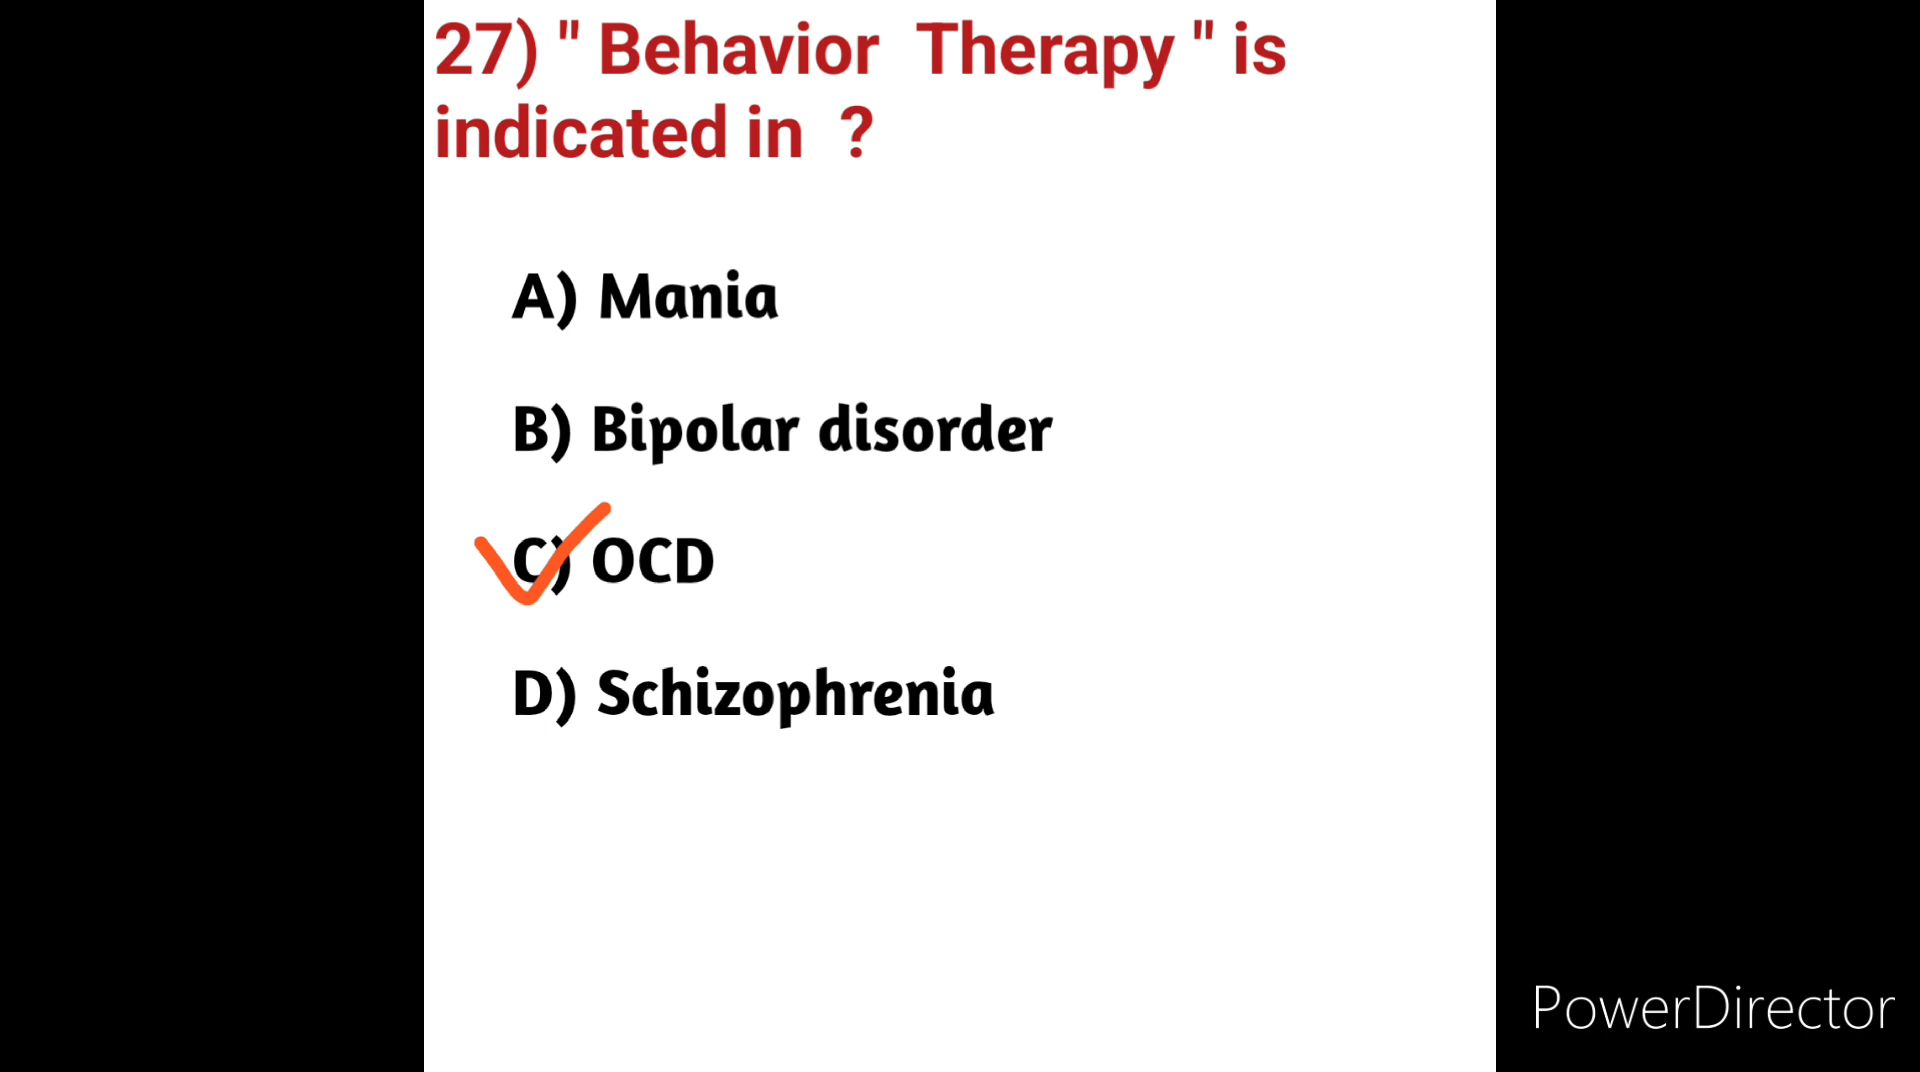 27) " Behavior Therapy " is
indicated in ?
A) Mania
B) Bipolar disorder
C) OCD
D) Schizophrenia
PowerDirector